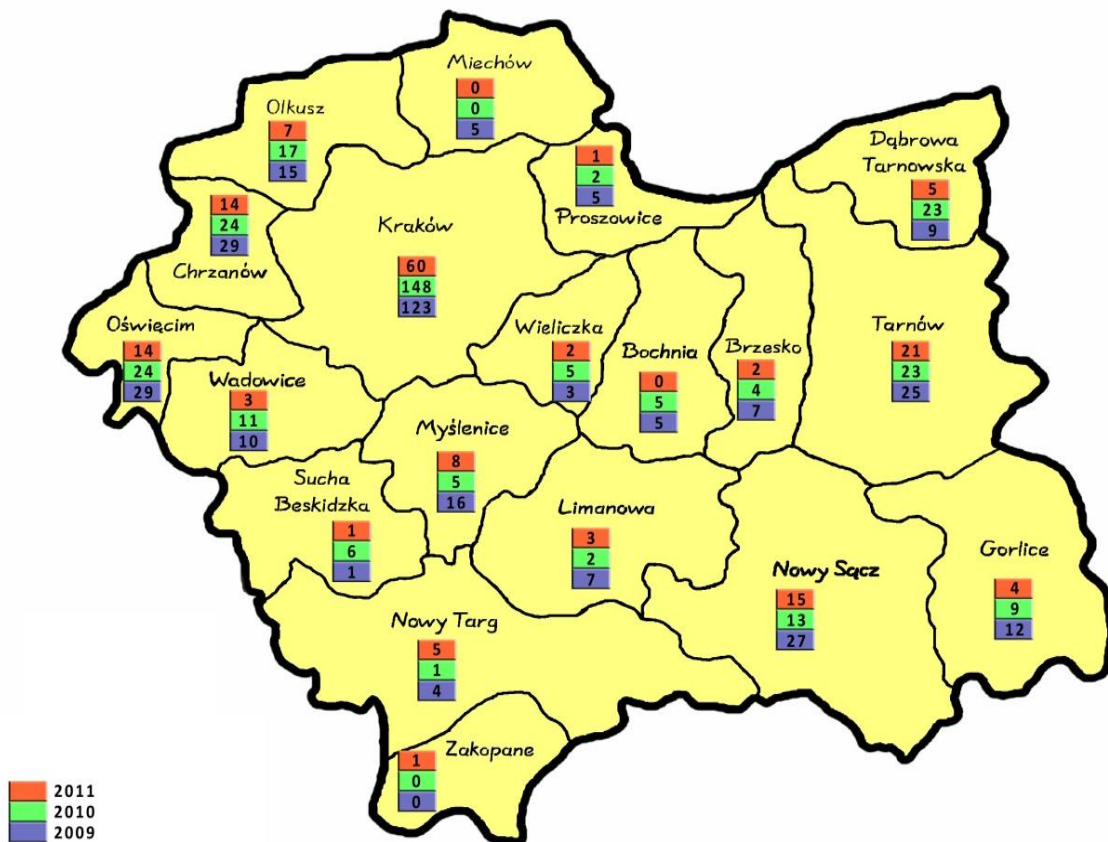 Miechów
0
0
5
Olkusz
7
17
15
Dąbrowa
Tarnowska
5
23
9
1
2
5
Proszowice
14
24
29
Chrzanów
Kraków
60
148
123
Oświęcim
14
24
29
Wadowice
3
11
10
Wieliczka
2
5
3
Bochnia
0
5
5
Brzesko
2
4
7
Tarnów
21
23
25
Myślenice
8
5
16
Sucha
Beskidzka
1
6
1
Limanowa
3
2
7
Nowy Sącz
15
13
27
Gorlice
4
9
12
Nowy Targ
5
1
4
Zakopane
1
0
0
2011
2010
2009